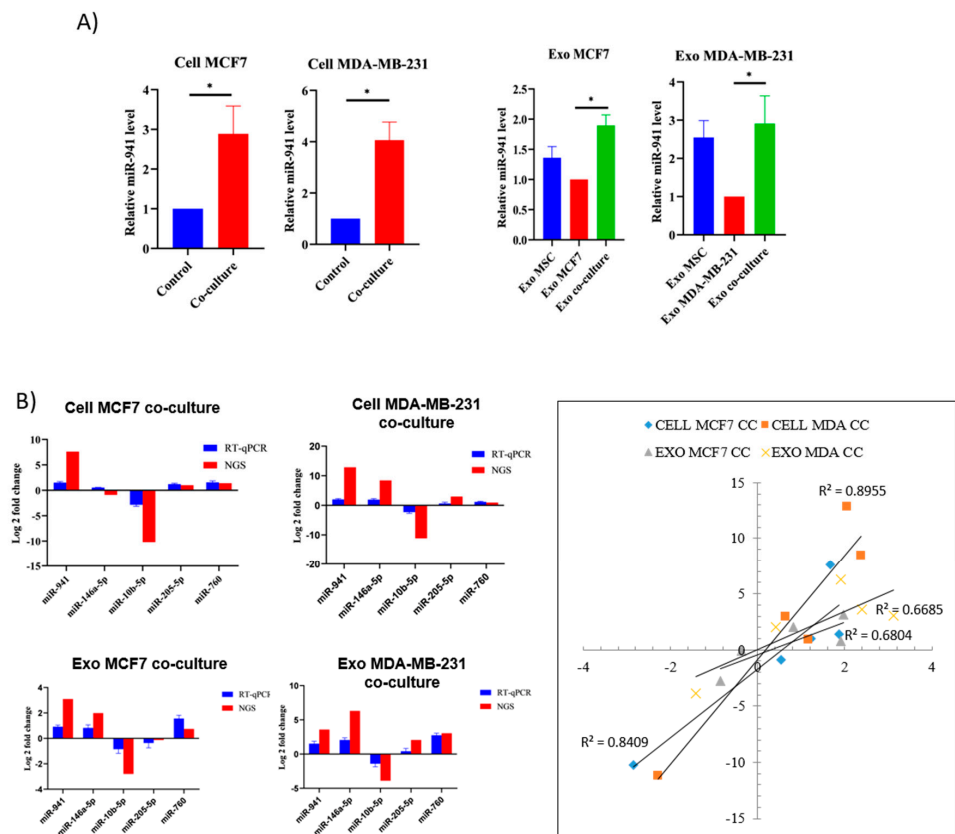 A)
Cell MCF7
Relative miR-941 level
4
3
2
1
0
*
Control
Co-culture
Cell MDA-MB-231
Relative miR-941 level
6
4
2
0
*
Control
Co-culture
Exo MCF7
Relative miR-941 level
2.5
2.0
1.5
1.0
0.5
0.0
*
Exo MSC
Exo MCF7
Exo co-culture
Exo MDA-MB-231
Relative miR-941 level
4
3
2
1
0
*
Exo MSC
Exo MDA-MB-231
Exo co-culture
B)
Cell MCF7 co-culture
Log 2 fold change
10
5
0
-5
-10
-15
RT-qPCR
NGS
miR-941
miR-146a-5p
miR-10b-5p
miR-205-5p
miR-760
Cell MDA-MB-231
co-culture
Log 2 fold change
20
10
0
-10
-20
RT-qPCR
NGS
miR-941
miR-146a-5p
miR-10b-5p
miR-205-5p
miR-760
Exo MCF7 co-culture
Log 2 fold change
4
2
0
-2
-4
RT-qPCR
NGS
miR-941
miR-146a-5p
miR-10b-5p
miR-205-5p
miR-760
Exo MDA-MB-231
co-culture
Log 2 fold change
10
5
0
-5
RT-qPCR
NGS
miR-941
miR-146a-5p
miR-10b-5p
miR-205-5p
miR-760
CELL MCF7 CC
CELL MDA CC
EXO MCF7 CC
EXO MDA CC
15
10
5
0
-5
-10
-15
-4
-2
0
2
4
R² = 0.8955
R² = 0.6685
R² = 0.6804
R² = 0.8409